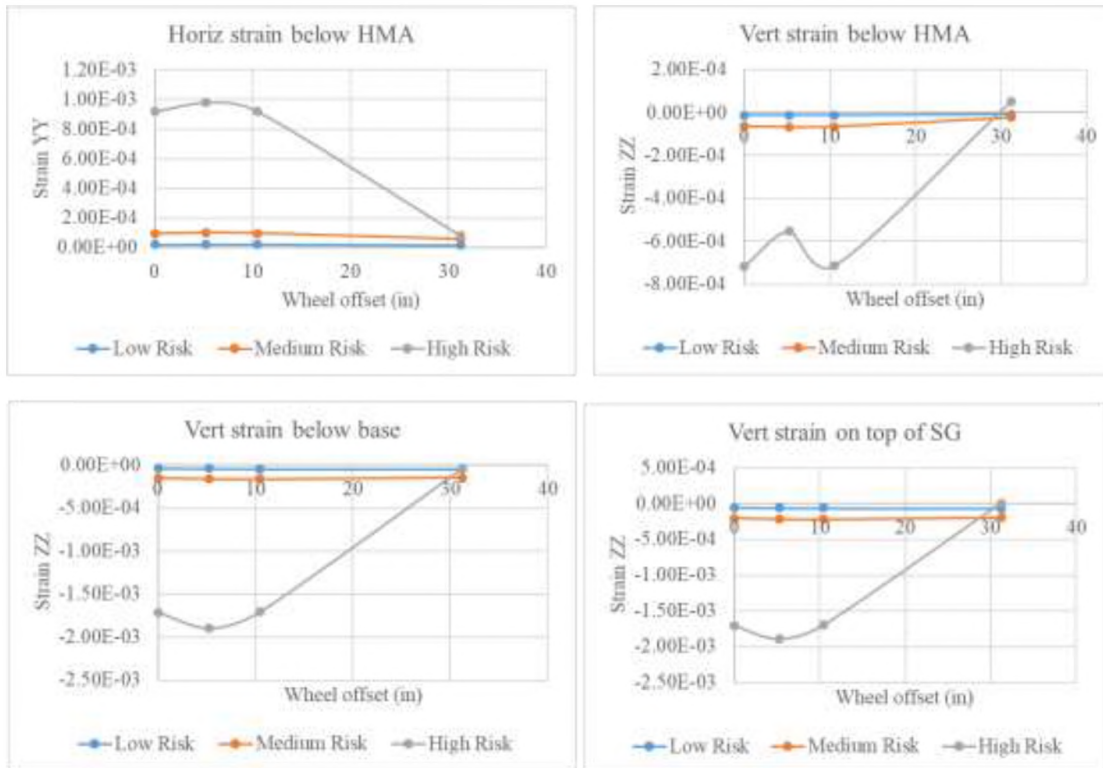 Horiz strain below HMA
1.20E-03
1.00E-03
8.00E-04
6.00E-04
4.00E-04
2.00E-04
0.00E+00
Strain YY
0 10 20 30 40
Wheel offset (in)
Low Risk Medium Risk High Risk
Vert strain below HMA
2.00E-04
0.00E+00
-2.00E-04
-4.00E-04
-6.00E-04
-8.00E-04
Strain ZZ
0 10 20 30 40
Wheel offset (in)
Low Risk Medium Risk High Risk
Vert strain below base
0.00E+00
-5.00E-04
-1.00E-03
-1.50E-03
-2.00E-03
-2.50E-03
Strain ZZ
0 10 20 30 40
Wheel offset (in)
Low Risk Medium Risk High Risk
Vert strain on top of SG
5.00E-04
0.00E+00
-5.00E-04
-1.00E-03
-1.50E-03
-2.00E-03
-2.50E-03
Strain ZZ
0 10 20 30 40
Wheel offset (in)
Low Risk Medium Risk High Risk